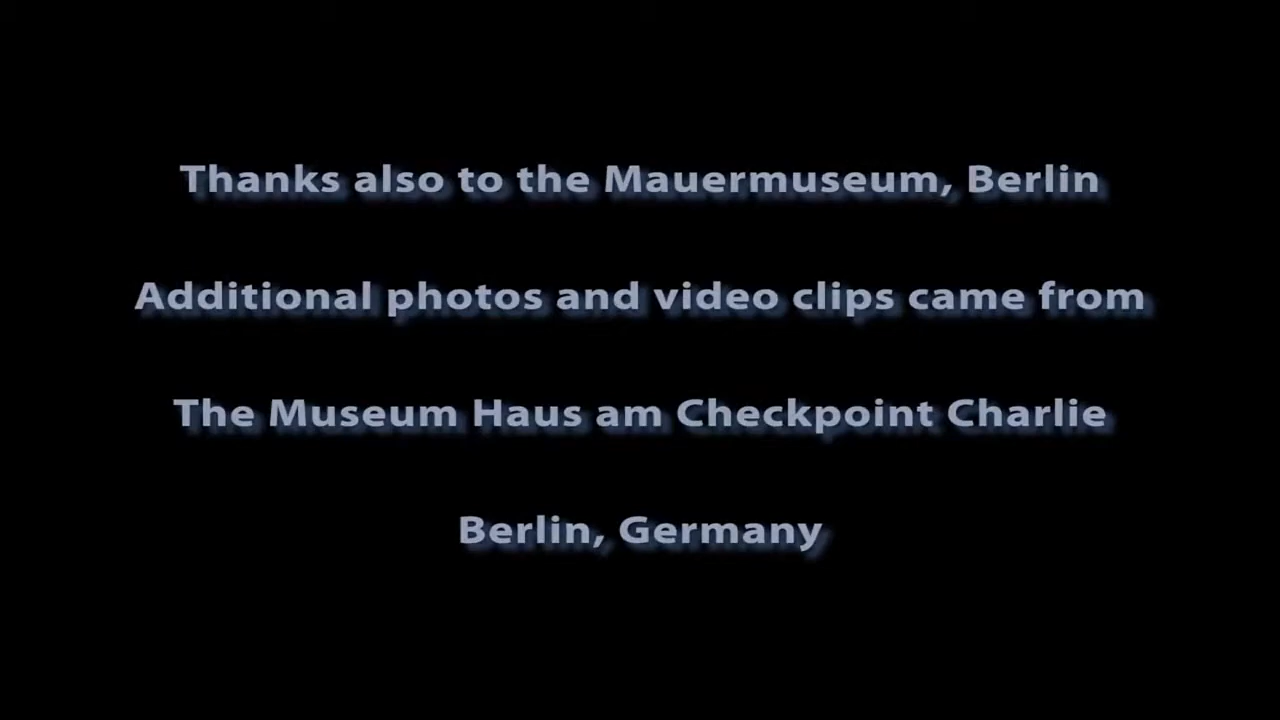 Thanks also to the Mauermuseum, Berlin
Additional photos and video clips came from
The Museum Haus am Checkpoint Charlie
Berlin, Germany